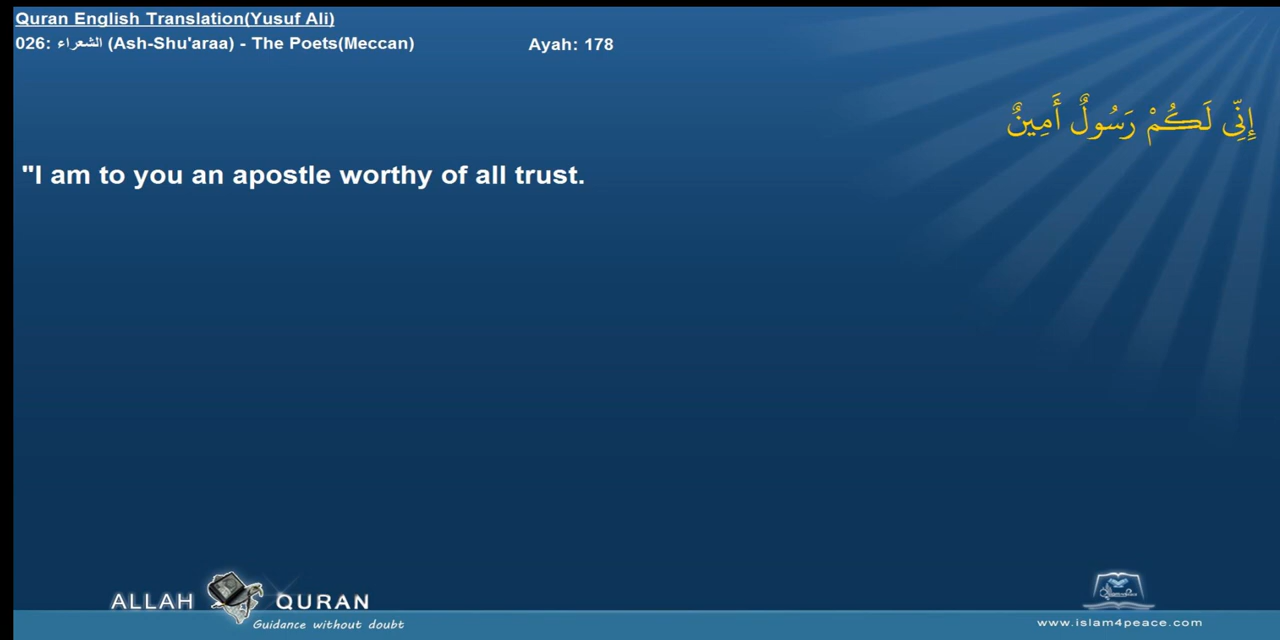 Quran English Translation(Yusuf Ali)
026: الشعراء (Ash-Shu'araa) - The Poets(Meccan) Ayah: 178
إِنِّي لَكُمْ رَسُولٌ أَمِينٌ
"I am to you an apostle worthy of all trust.
ALLAH QURAN
Guidance without doubt
www.islam4peace.com